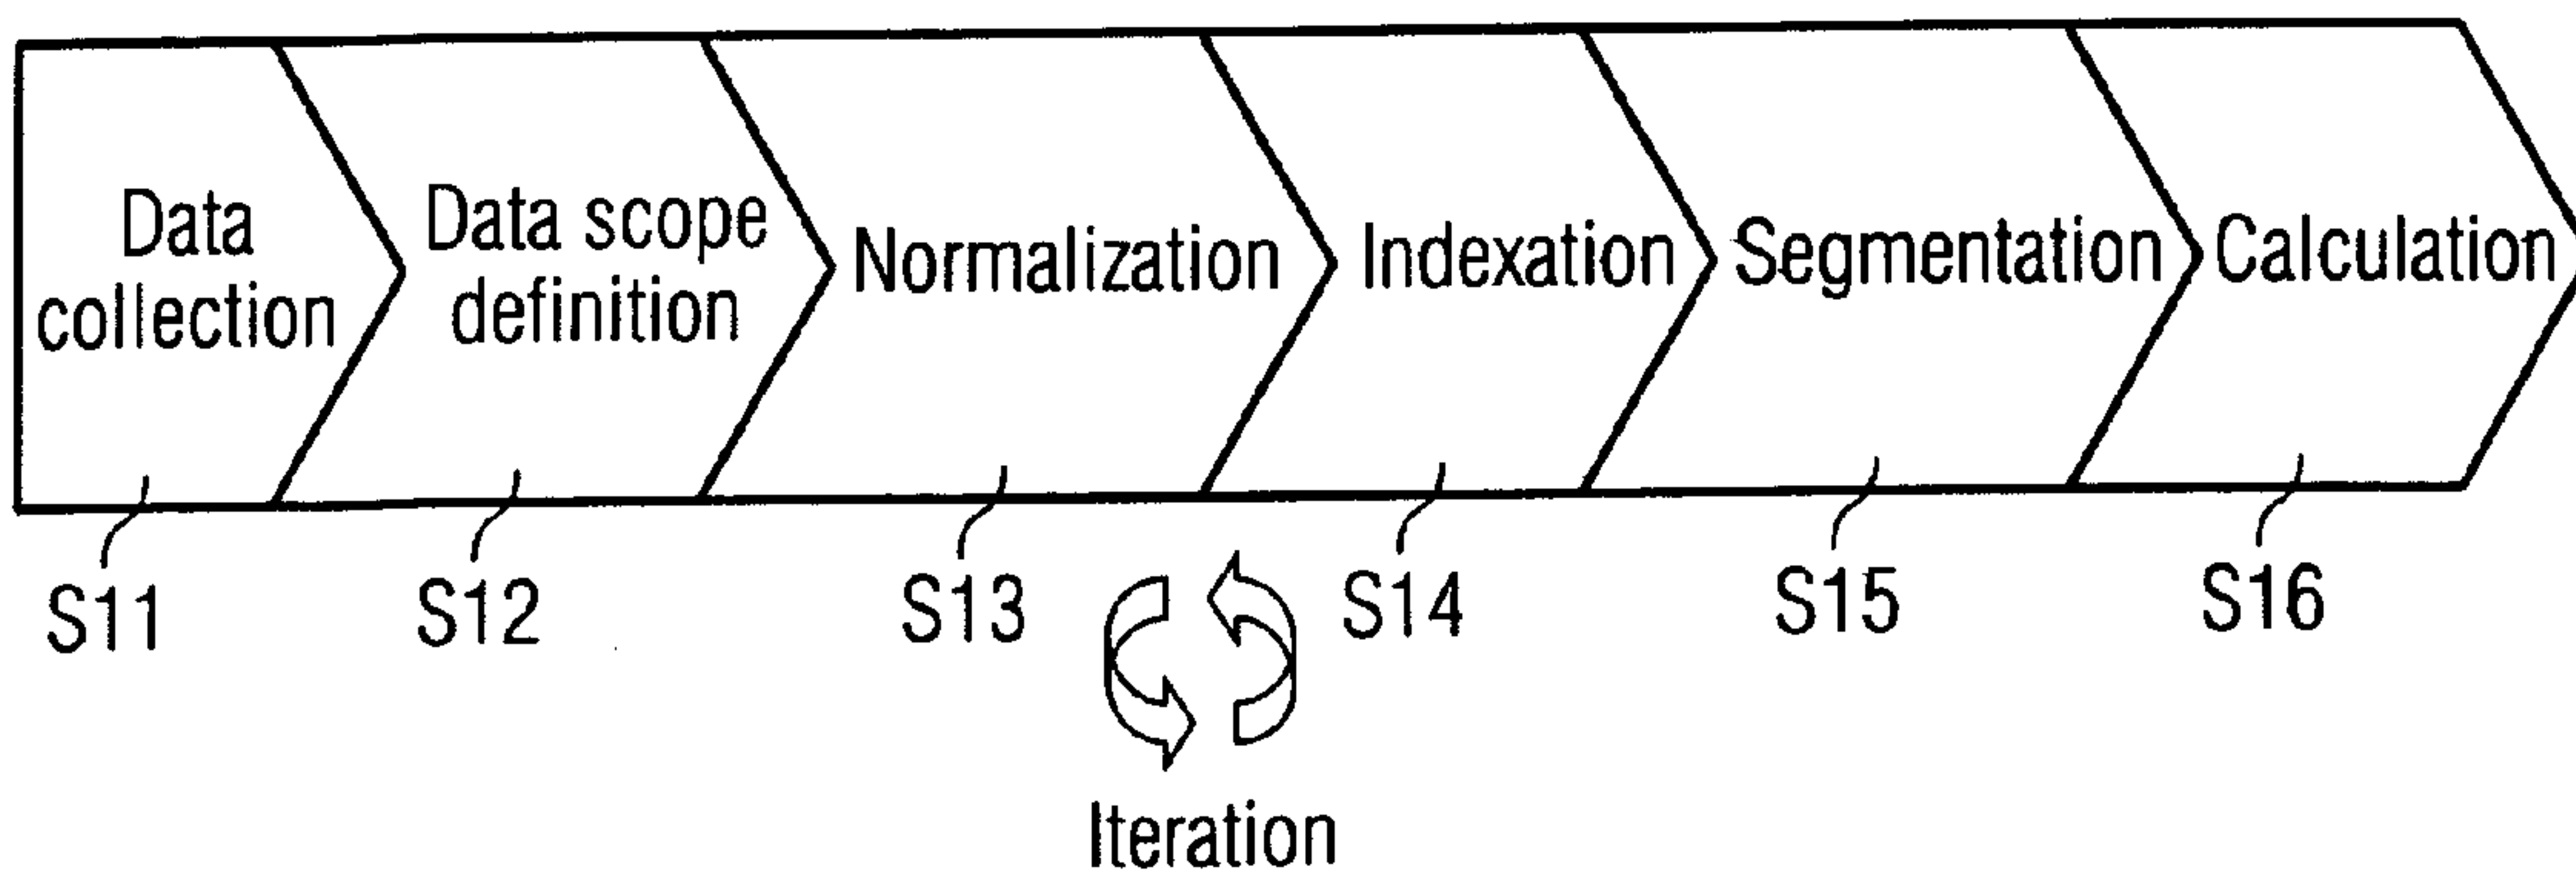 Data
collection
Data scope
definition
Normalization
Indexation
Segmentation
Calculation
S11
S12
S13
S14
S15
S16
Iteration